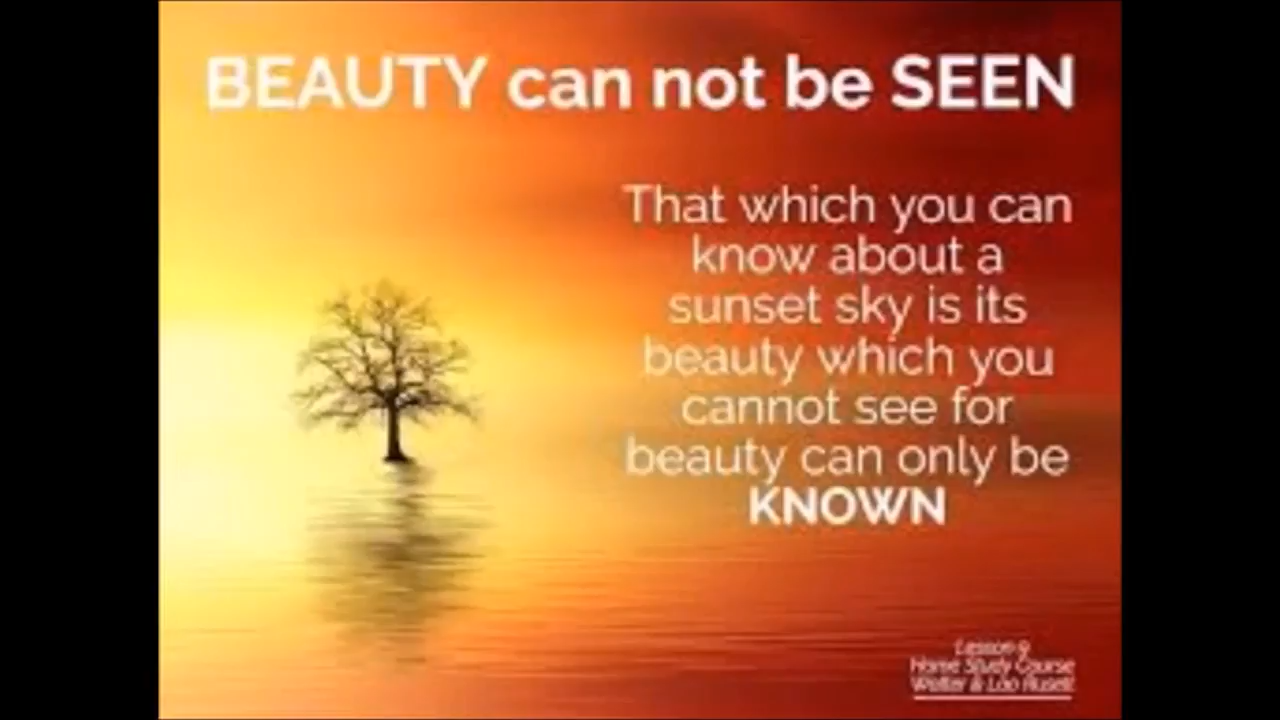 BEAUTY can not be SEEN
That which you can
know about a
sunset sky is its
beauty which you
cannot see for
beauty can only be
KNOWN
Lesson 9
Home Study Course
Walter & Lao Rusell